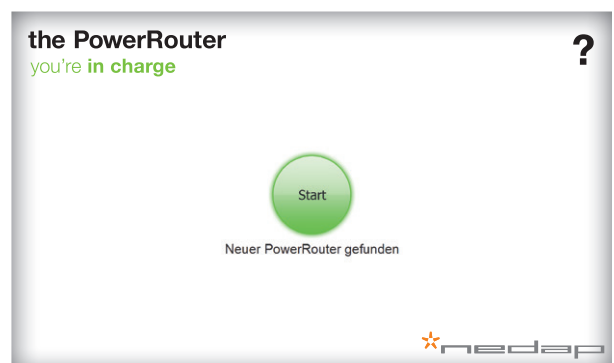 the PowerRouter
you're in charge
?
Start
Neuer PowerRouter gefunden
nedap